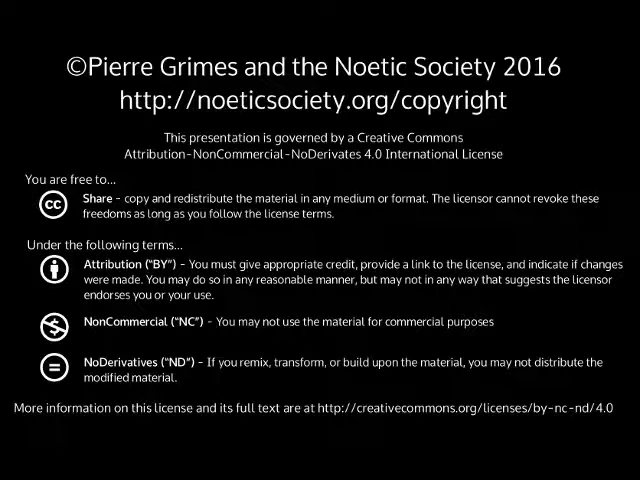 ©Pierre Grimes and the Noetic Society 2016
http://noeticsociety.org/copyright
This presentation is governed by a Creative Commons
Attribution-NonCommercial-NoDerivates 4.0 International License
You are free to...
cc
Share - copy and redistribute the material in any medium or format. The licensor cannot revoke these
freedoms as long as you follow the license terms.
Under the following terms...
Attribution ("BY") - You must give appropriate credit, provide a link to the license, and indicate if changes
were made. You may do so in any reasonable manner, but may not in any way that suggests the licensor
endorses you or your use.
NonCommercial ("NC") - You may not use the material for commercial purposes
NoDerivatives ("ND") - If you remix, transform, or build upon the material, you may not distribute the
modified material.
More information on this license and its full text are at http://creativecommons.org/licenses/by-nc-nd/4.0